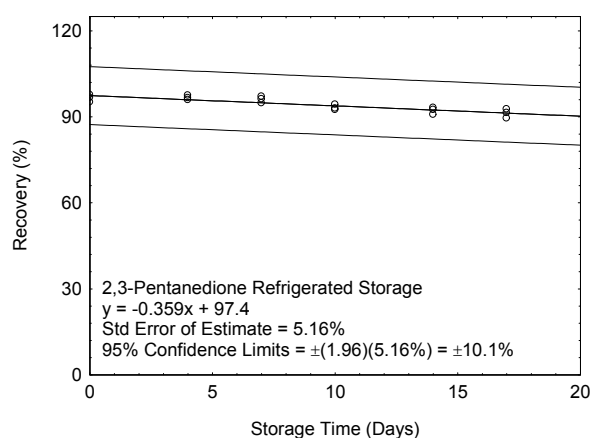 120
90
60
30
0
Recovery (%)
2,3-Pentanedione Refrigerated Storage
y = -0.359x + 97.4
Std Error of Estimate = 5.16%
95% Confidence Limits = ±(1.96)(5.16%) = ±10.1%
0 5 10 15 20
Storage Time (Days)